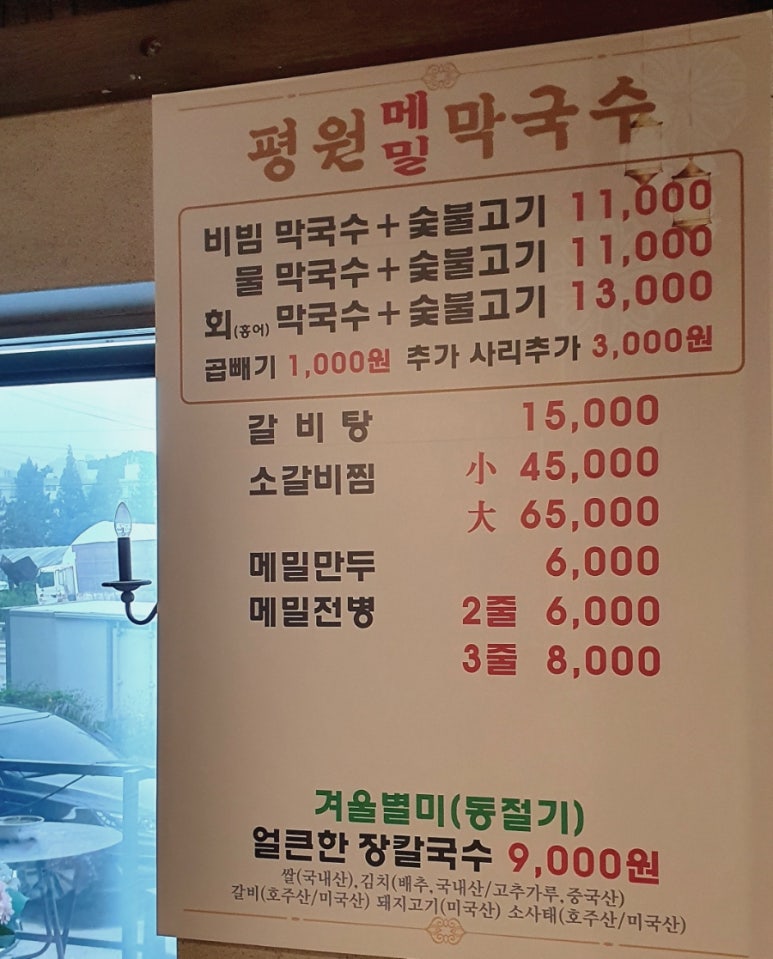 평원 메밀 막국수
비빔 막국수 + 숯불고기 11,000
물 막국수 + 숯불고기 11,000
회(홍어) 막국수 + 숯불고기 13,000
곱빼기 1,000원 추가 사리추가 3,000원
갈비탕 15,000
소갈비찜 小 45,000
大 65,000
메밀만두 6,000
메밀전병 2줄 6,000
3줄 8,000
겨울별미(동절기)
얼큰한 장칼국수 9,000원
쌀(국내산),김치(배추,국내산/고추가루,중국산)
갈비(호주산/미국산) 돼지고기(미국산) 소사태(호주산/미국산)